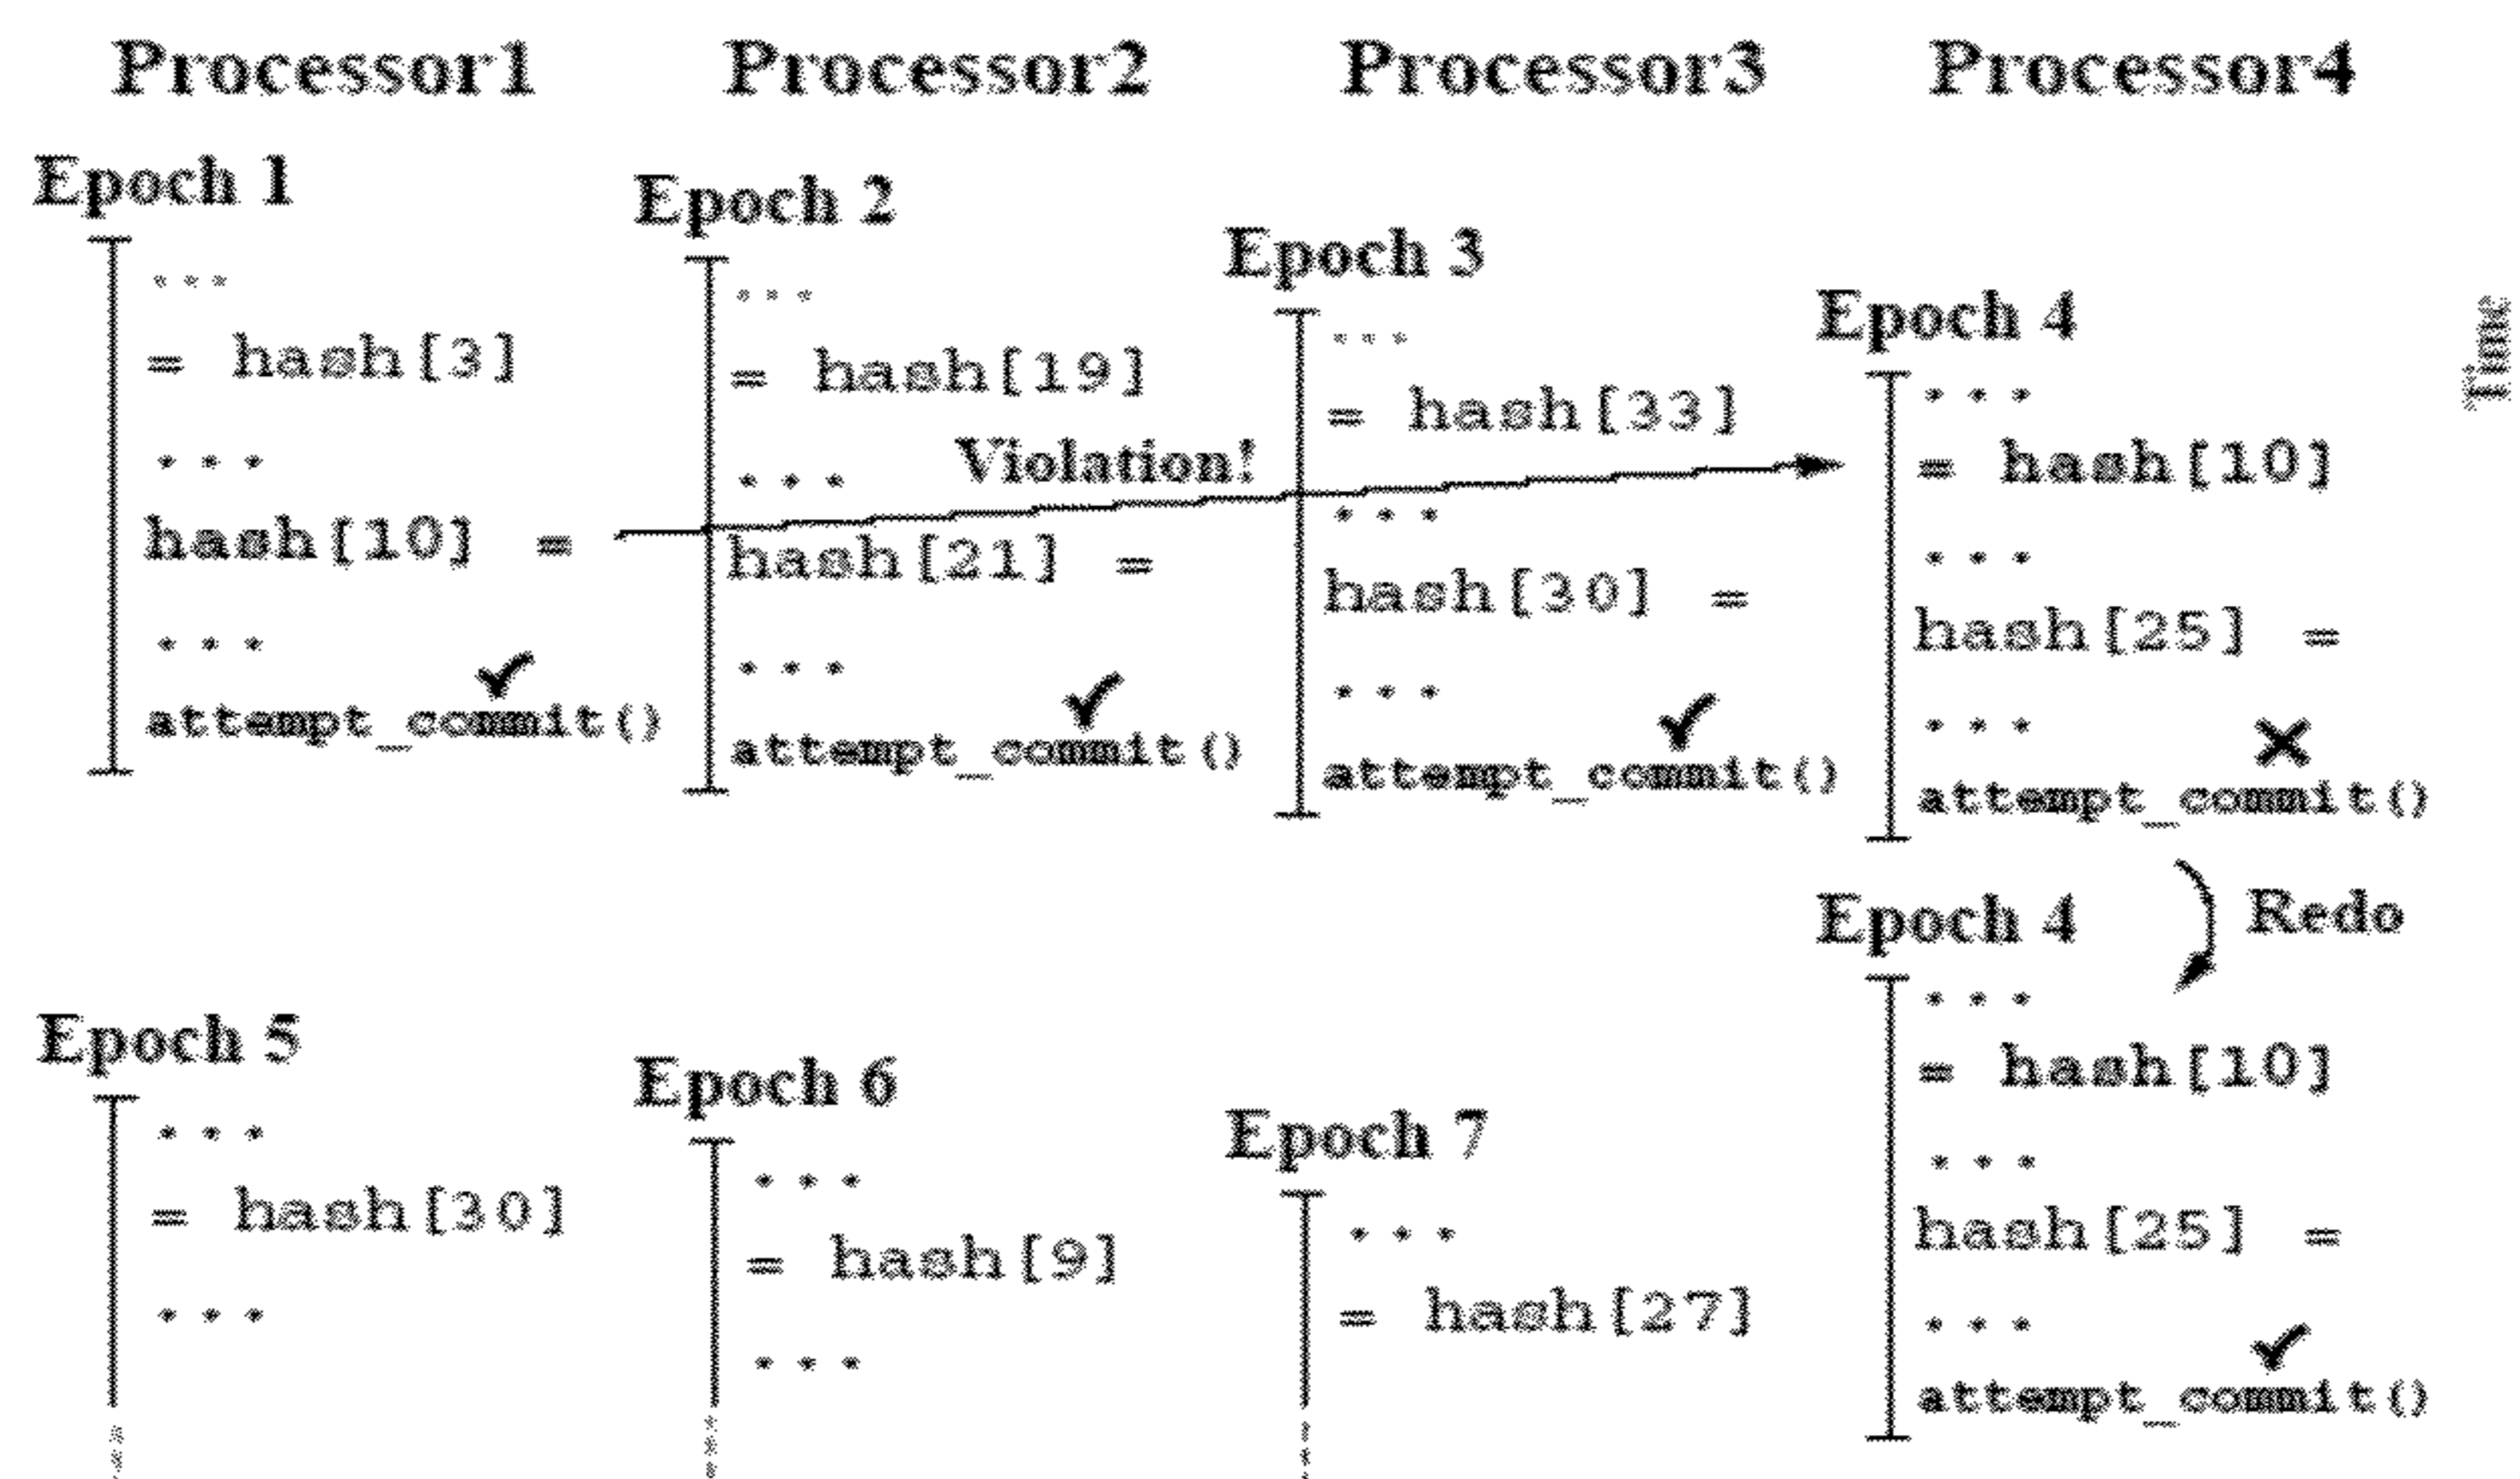 Processor1 Processor2 Processor3 Processor4
Epoch 1
...
= hash[3]
...
hash[10] =
...
✓
attempt_commit()
Epoch 2
...
= hash[19]
...
hash[21] =
...
✓
attempt_commit()
Violation!
Epoch 3
...
= hash[33]
...
hash[30] =
...
✓
attempt_commit()
Epoch 4
...
= hash[10]
...
hash[25] =
...
✕
attempt_commit()
Time
Redo
Epoch 5
...
= hash[30]
...
Epoch 6
...
= hash[9]
...
Epoch 7
...
= hash[27]
Epoch 4
...
= hash[10]
...
hash[25] =
...
✓
attempt_commit()